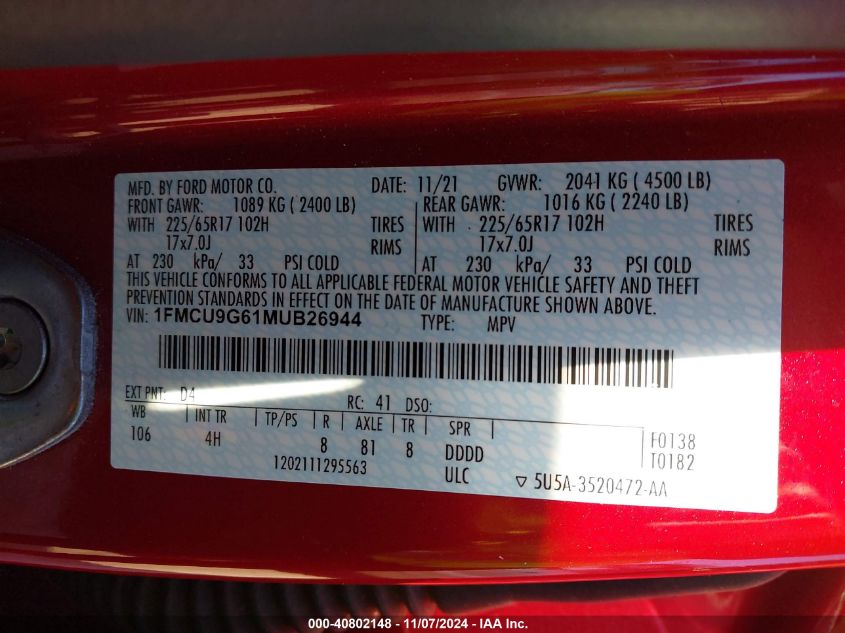 MFD. BY FORD MOTOR CO. DATE: 11/21 GVWR: 2041 KG ( 4500 LB)
FRONT GAWR: 1089 KG ( 2400 LB) REAR GAWR: 1016 KG ( 2240 LB)
WITH 225/65R17 102H TIRES WITH 225/65R17 102H TIRES
17x7.0J RIMS 17x7.0J RIMS
AT 230 kPa/ 33 PSI COLD AT 230 kPa/ 33 PSI COLD
THIS VEHICLE CONFORMS TO ALL APPLICABLE FEDERAL MOTOR VEHICLE SAFETY AND THEFT
PREVENTION STANDARDS IN EFFECT ON THE DATE OF MANUFACTURE SHOWN ABOVE.
VIN: 1FMCU9G61MUB26944 TYPE: MPV
EXT PNT: D4 RC: 41 DSO:
WB INT TR TP/PS R AXLE TR SPR
106 4H 8 81 8 DDDD
F0138
T0182
1202111295563 ULC
▽ 5U5A-3520472-AA
000-40802148 - 11/07/2024 - IAA Inc.